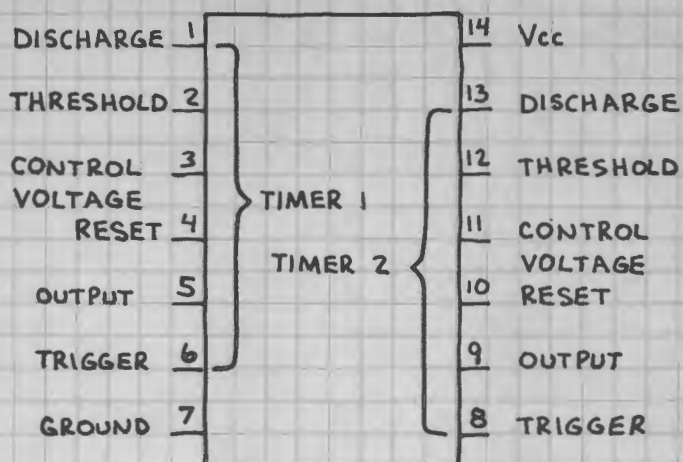 1 14
DISCHARGE Vcc
2 13
THRESHOLD DISCHARGE
3 12
CONTROL THRESHOLD
VOLTAGE TIMER 1
RESET 4 11 CONTROL
TIMER 2 VOLTAGE
10 RESET
OUTPUT 5
9 OUTPUT
TRIGGER 6
8 TRIGGER
GROUND 7